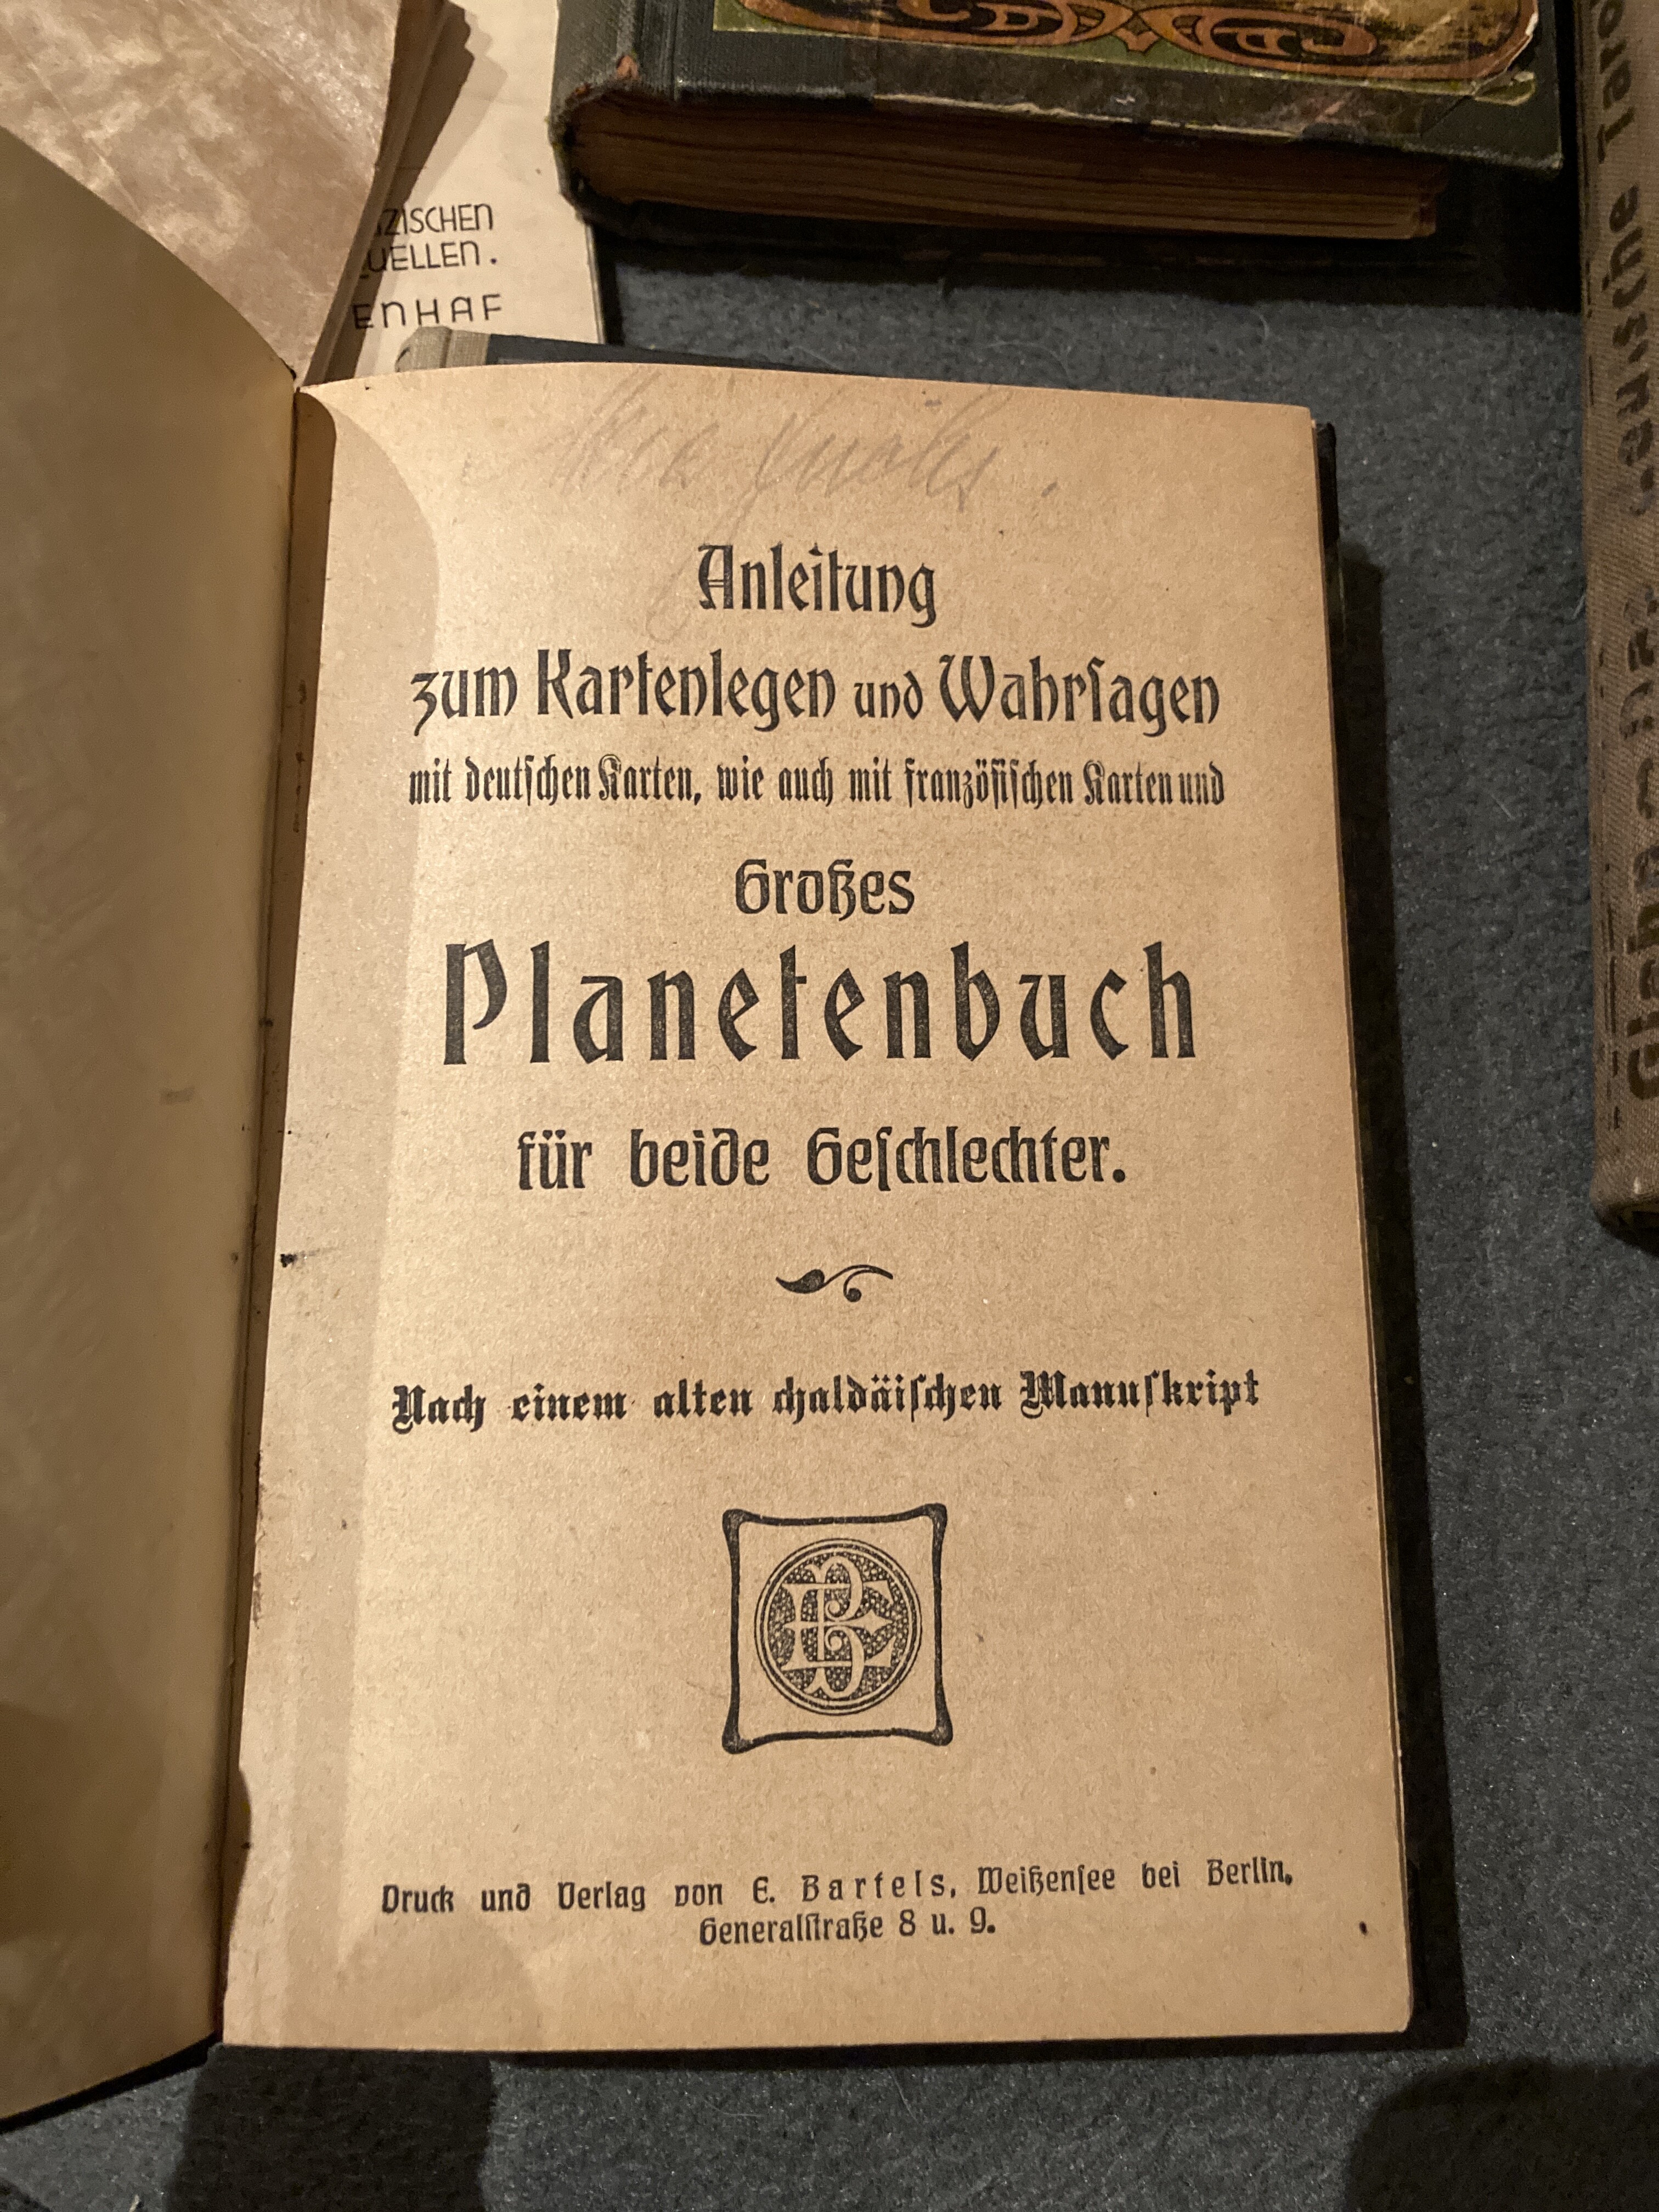 ZISCHEN
UELLEN.
ENHAF
Anleitung
zum Kartenlegen und Wahrſagen
mit deutſchen Karten, wie auch mit franzöſiſchen Karten und
Großes
Planetenbuch
für beide Geſchlechter.
Nach einem alten chaldäiſchen Manuſkript
EB
Druck und Verlag von E. Bartels, Weißenſee bei Berlin,
Generalſtraße 8 u. 9.